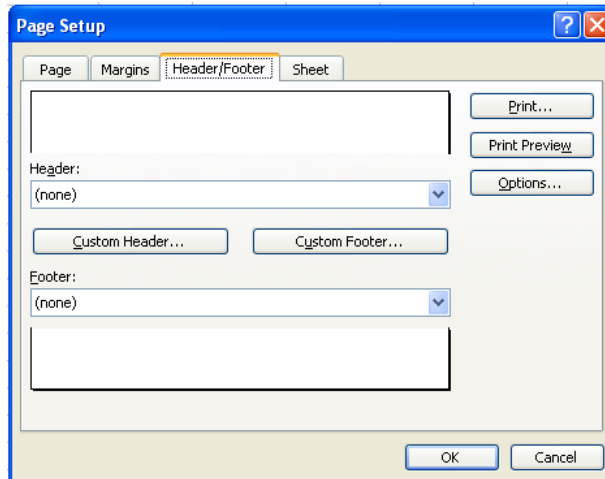 Page Setup
Page Margins Header/Footer Sheet
Print...
Print Preview
Header:
Options...
(none)
Custom Header... Custom Footer...
Footer:
(none)
OK Cancel